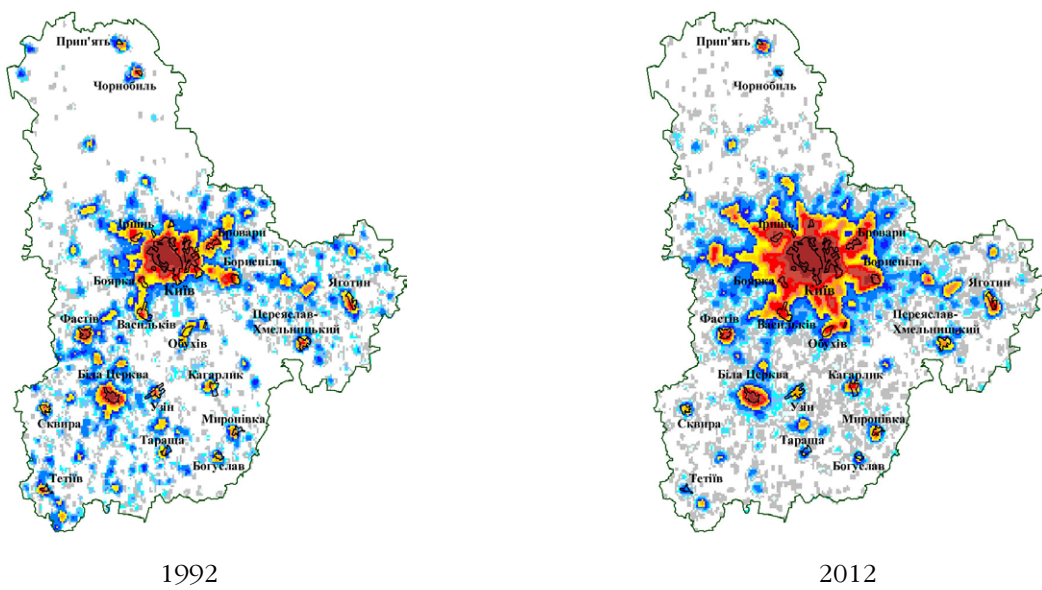 Прип'ять
Чорнобиль
Ірпінь
Бровари
Бориспіль
Боярка
Київ
Яготин
Переяслав-
Хмельницький
Фастів
Васильків
Обухів
Біла Церква
Кагарлик
Узін
Сквира
Миронівка
Тараща
Богуслав
Тетіїв
1992
Прип'ять
Чорнобиль
Ірпінь
Бровари
Бориспіль
Боярка
Київ
Яготин
Переяслав-
Хмельницький
Фастів
Васильків
Обухів
Біла Церква
Кагарлик
Узін
Сквира
Миронівка
Тараща
Богуслав
Тетіїв
2012